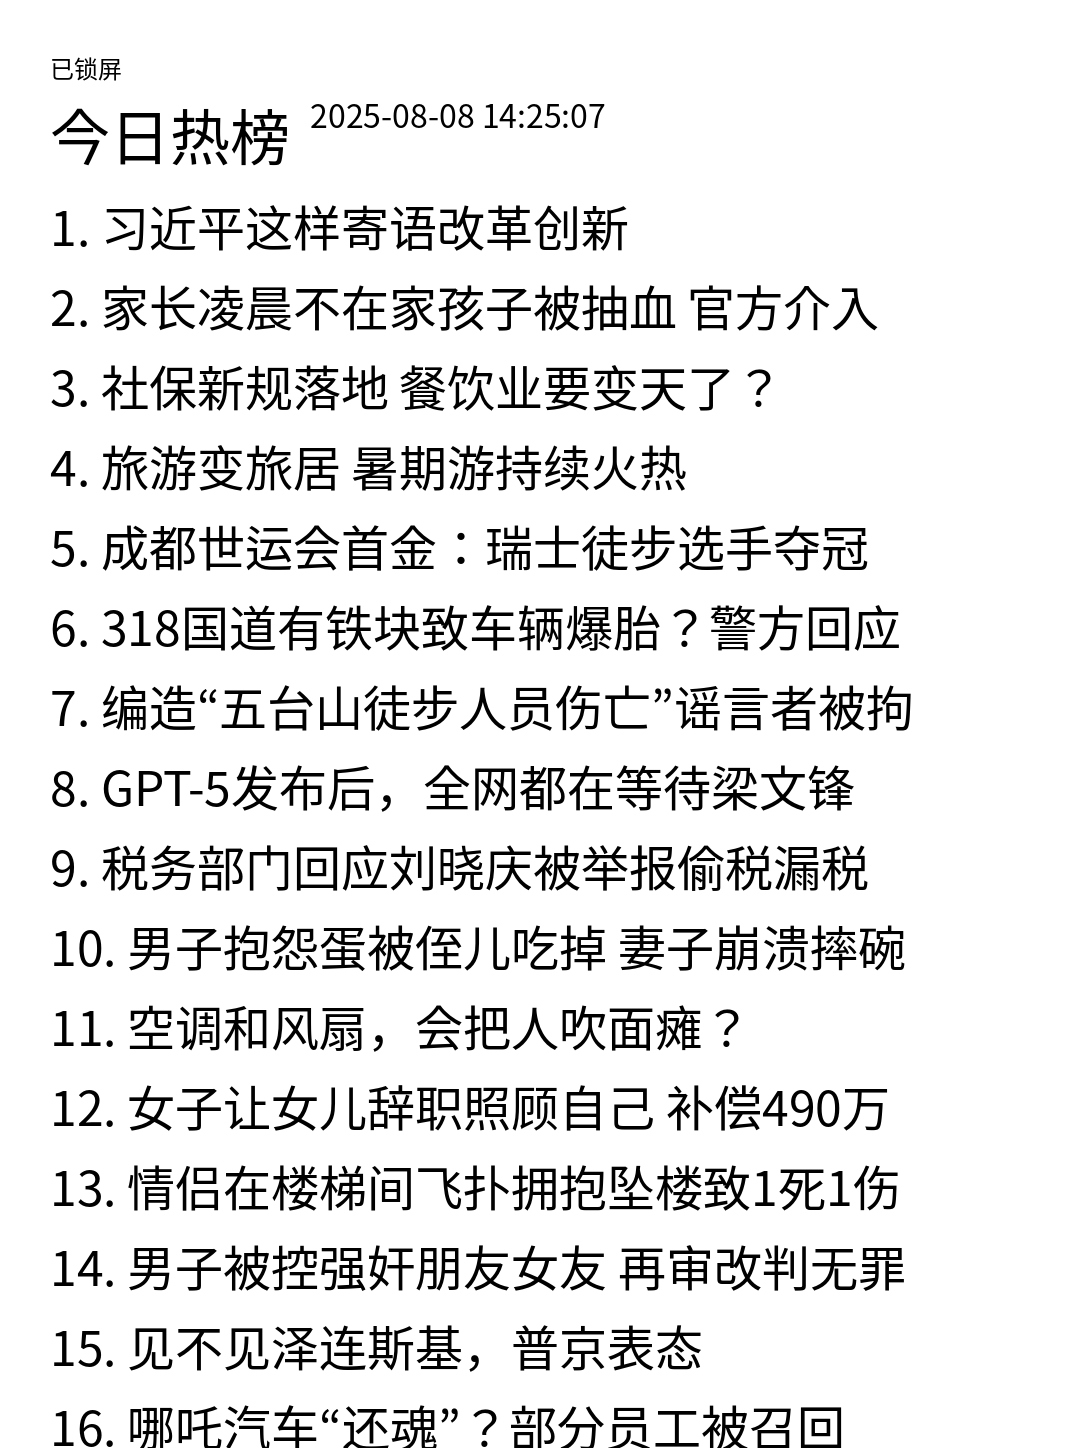 已锁屏
今日热榜 2025-08-08 14:25:07
1. 习近平这样寄语改革创新
2. 家长凌晨不在家孩子被抽血 官方介入
3. 社保新规落地 餐饮业要变天了？
4. 旅游变旅居 暑期游持续火热
5. 成都世运会首金：瑞士徒步选手夺冠
6. 318国道有铁块致车辆爆胎？警方回应
7. 编造“五台山徒步人员伤亡”谣言者被拘
8. GPT-5发布后，全网都在等待梁文锋
9. 税务部门回应刘晓庆被举报偷税漏税
10. 男子抱怨蛋被侄儿吃掉 妻子崩溃摔碗
11. 空调和风扇，会把人吹面瘫？
12. 女子让女儿辞职照顾自己 补偿490万
13. 情侣在楼梯间飞扑拥抱坠楼致1死1伤
14. 男子被控强奸朋友女友 再审改判无罪
15. 见不见泽连斯基，普京表态
16. 哪吒汽车“还魂”？部分员工被召回